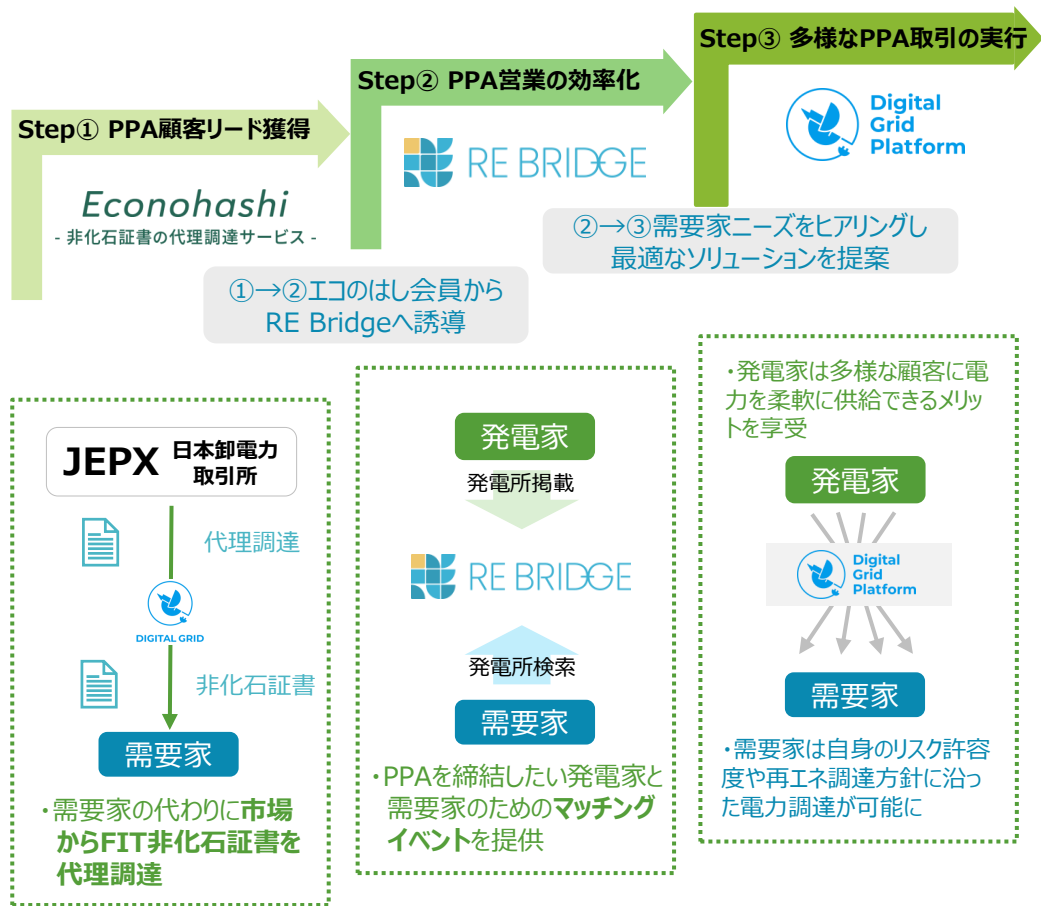 Step① PPA顧客リード獲得
Econohashi
- 非化石証書の代理調達サービス -
Step② PPA営業の効率化
RE BRIDGE
Step③ 多様なPPA取引の実行
Digital
Grid
Platform
①→②エコのはし会員から
RE Bridgeへ誘導
②→③需要家ニーズをヒアリングし
最適なソリューションを提案
JEPX 日本卸電力
取引所
代理調達
DIGITAL GRID
非化石証書
需要家
・需要家の代わりに市場
からFIT非化石証書を
代理調達
発電家
発電所掲載
RE BRIDGE
発電所検索
需要家
・PPAを締結したい発電家と
需要家のためのマッチング
イベントを提供
・発電家は多様な顧客に電
力を柔軟に供給できるメリッ
トを享受
発電家
Digital
Grid
Platform
需要家
・需要家は自身のリスク許容
度や再エネ調達方針に沿っ
た電力調達が可能に